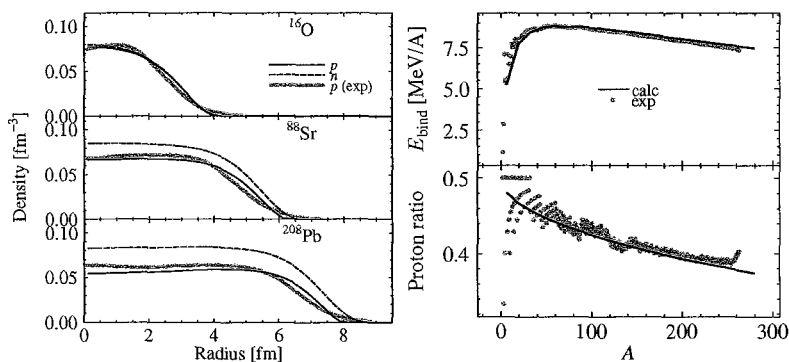 ¹⁶O
p
n
p (exp)
0.10
0.05
0.00
⁸⁸Sr
0.10
0.05
0.00
²⁰⁸Pb
0.10
0.05
0.00
Density [fm⁻³]
0 2 4 6 8
Radius [fm]
7.5
5.0
2.5
E_bind [MeV/A]
calc
exp
0.5
0.4
Proton ratio
0 100 200 300
A